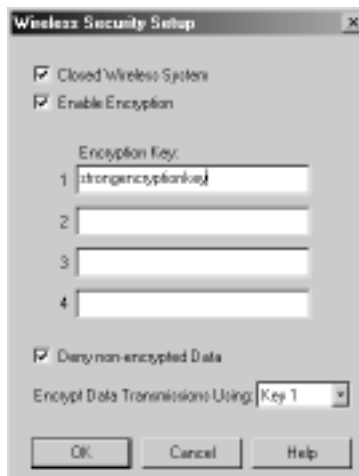 Wireless Security Setup
Closed Wireless System
Enable Encryption
Encryption Key:
1 strongencryptionkey
2
3
4
Deny non-encrypted Data
Encrypt Data Transmissions Using: Key 1
OK Cancel Help